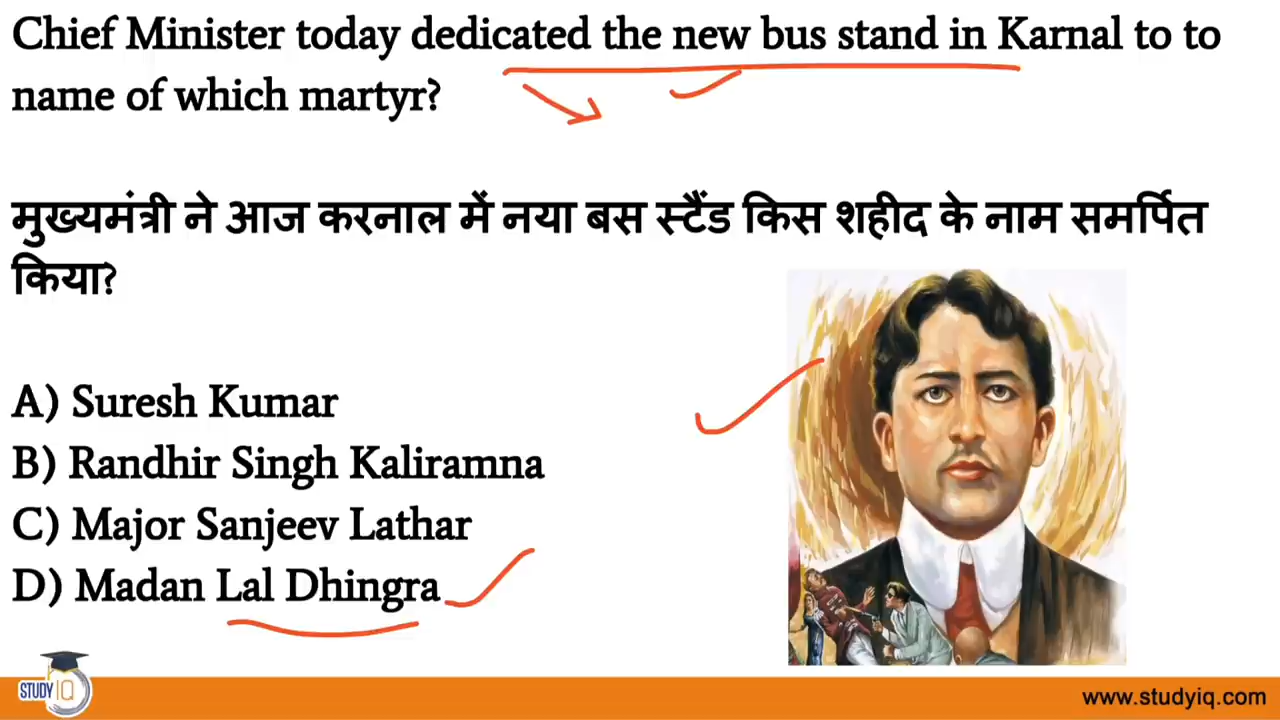 Chief Minister today dedicated the new bus stand in Karnal to to
name of which martyr?
मुख्यमंत्री ने आज करनाल में नया बस स्टैंड किस शहीद के नाम समर्पित
किया?
A) Suresh Kumar
B) Randhir Singh Kaliramna
C) Major Sanjeev Lathar
D) Madan Lal Dhingra
STUDY IQ
www.studyiq.com